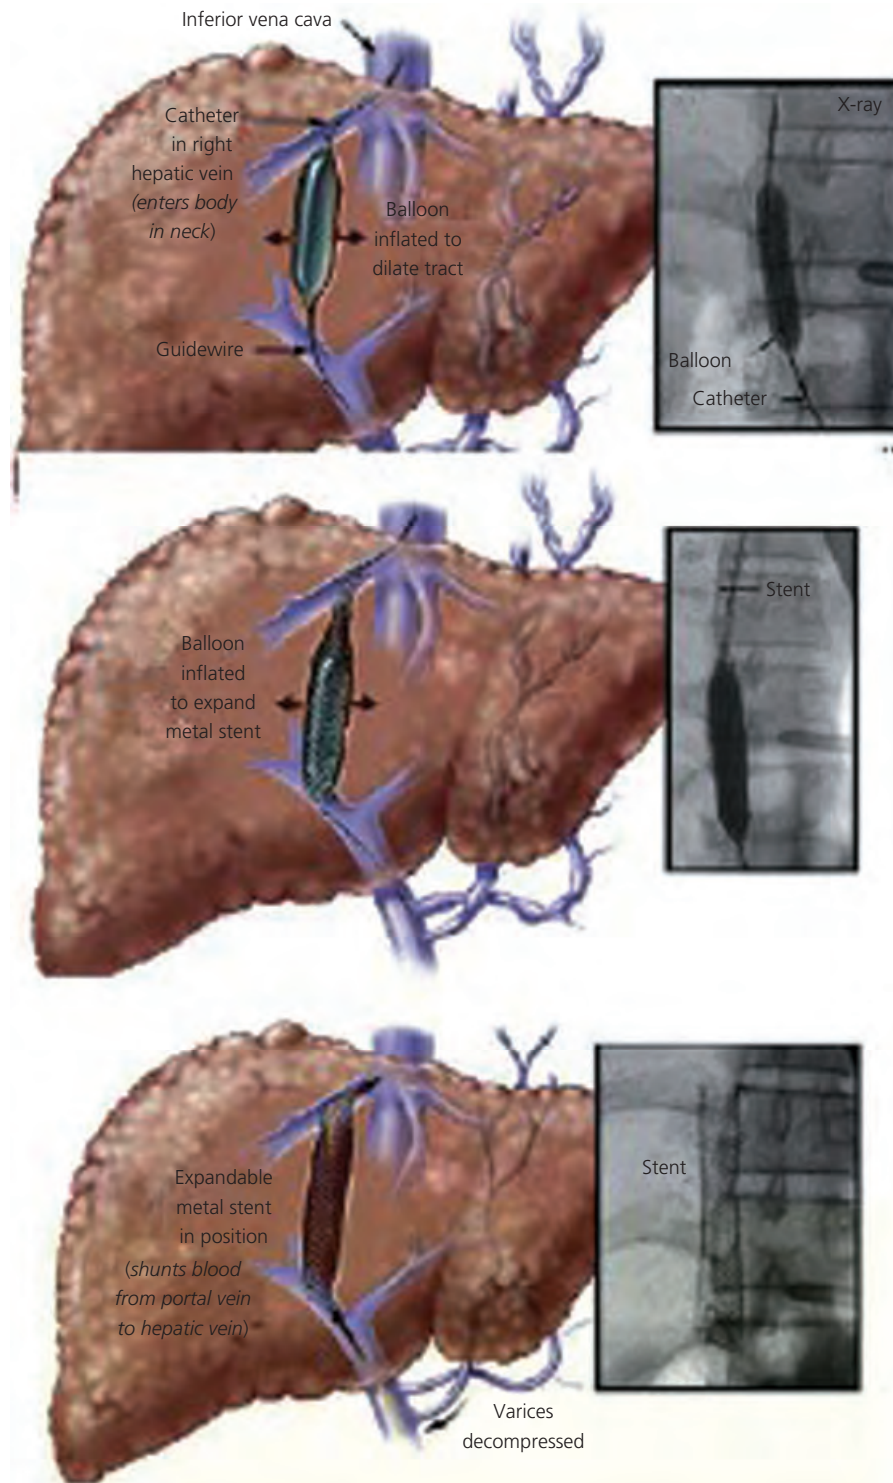 Inferior vena cava
X-ray
Catheter
in right
hepatic vein
(enters body
in neck)
Balloon
inflated to
dilate tract
Guidewire
Balloon
Catheter
Stent
Balloon
inflated
to expand
metal stent
Stent
Expandable
metal stent
in position
(shunts blood
from portal vein
to hepatic vein)
Varices
decompressed